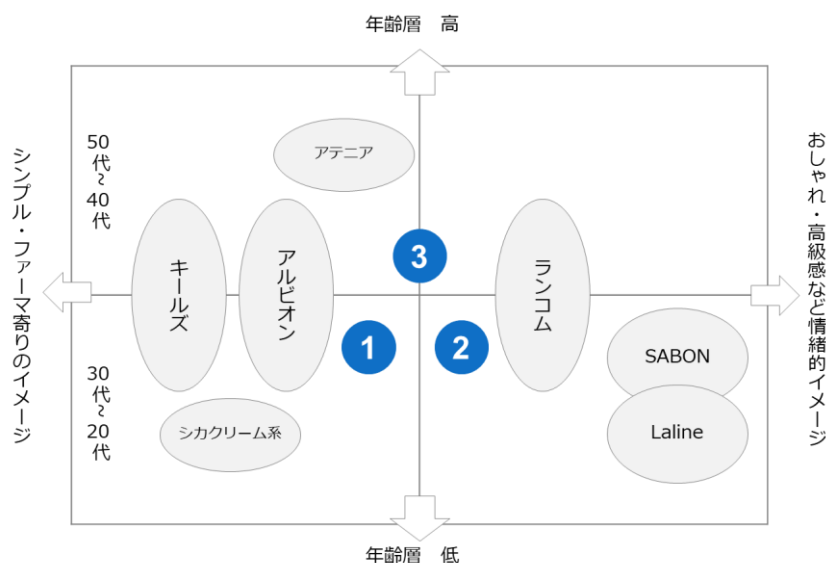 年齢層 高
50代~40代
アテニア
シンプル・ファーマ寄りのイメージ
おしゃれ・高級感など情緒的イメージ
キールズ
アルビオン
3
ランコム
1
2
SABON
30代~20代
シカクリーム系
Laline
年齢層 低